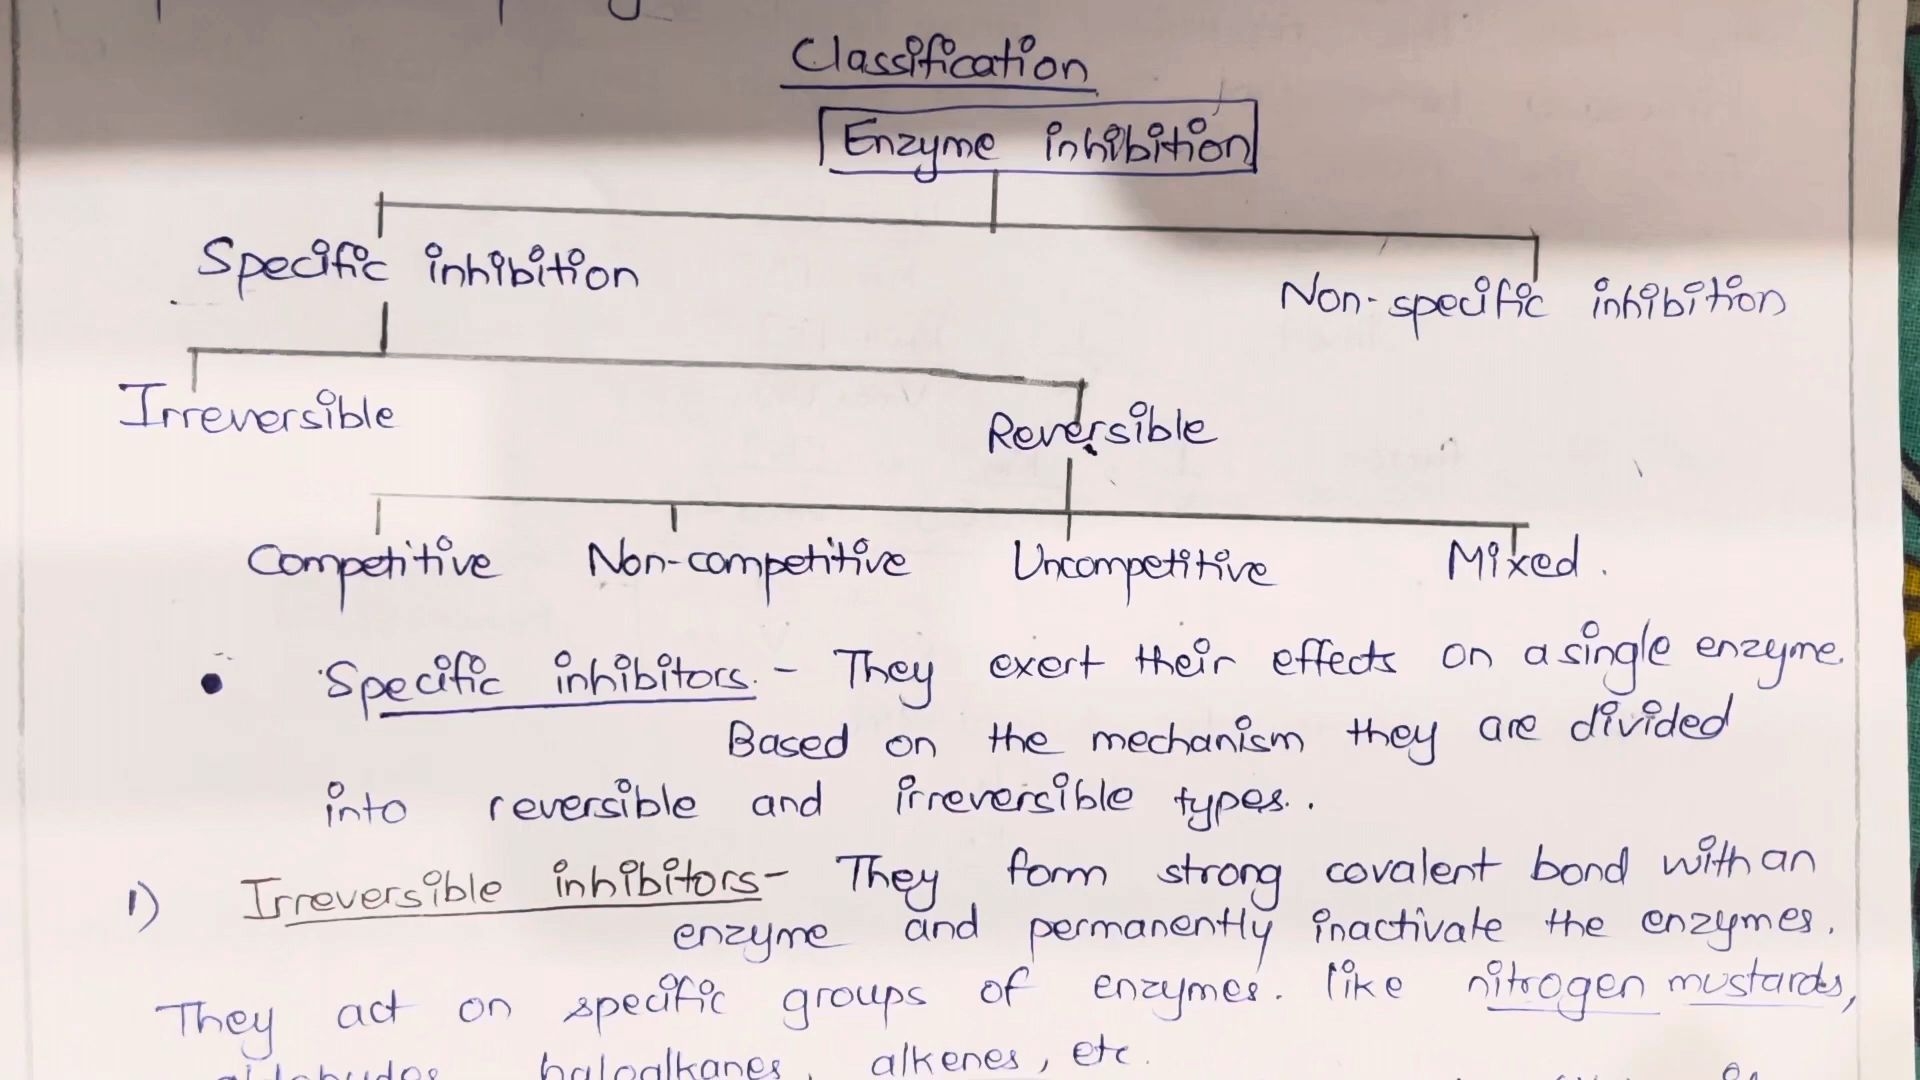 Classification
Enzyme inhibition
Specific inhibition
Non-specific inhibition
Irreversible
Reversible
Competitive Non-competitive Uncompetitive Mixed.
• Specific inhibitors. - They exert their effects on a single enzyme.
Based on the mechanism they are divided
into reversible and irreversible types..
1) Irreversible inhibitors- They form strong covalent bond with an
enzyme and permanently inactivate the enzymes.
They act on specific groups of enzymes. like nitrogen mustards,
haloalkanes, alkenes, etc.